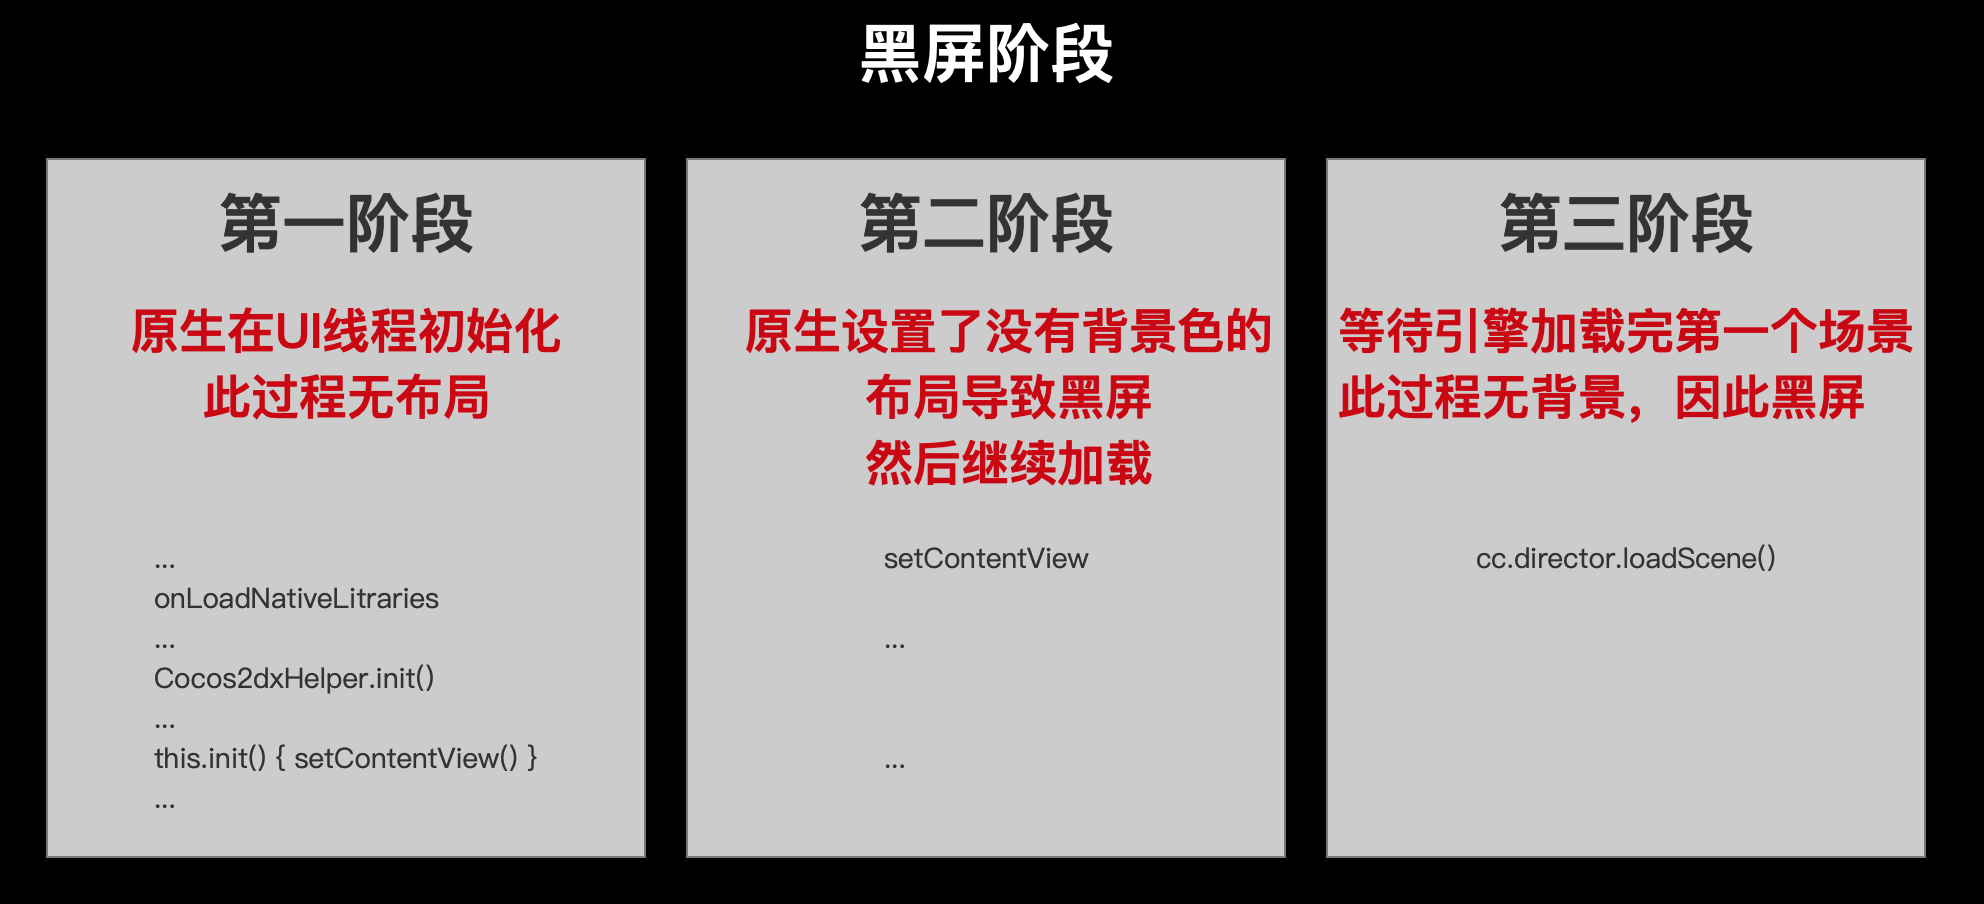 黑屏阶段
第一阶段
原生在UI线程初始化
此过程无布局
...
onLoadNativeLitraries
...
Cocos2dxHelper.init()
...
this.init() { setContentView() }
...
第二阶段
原生设置了没有背景色的
布局导致黑屏
然后继续加载
setContentView
...
...
第三阶段
等待引擎加载完第一个场景
此过程无背景，因此黑屏
cc.director.loadScene()